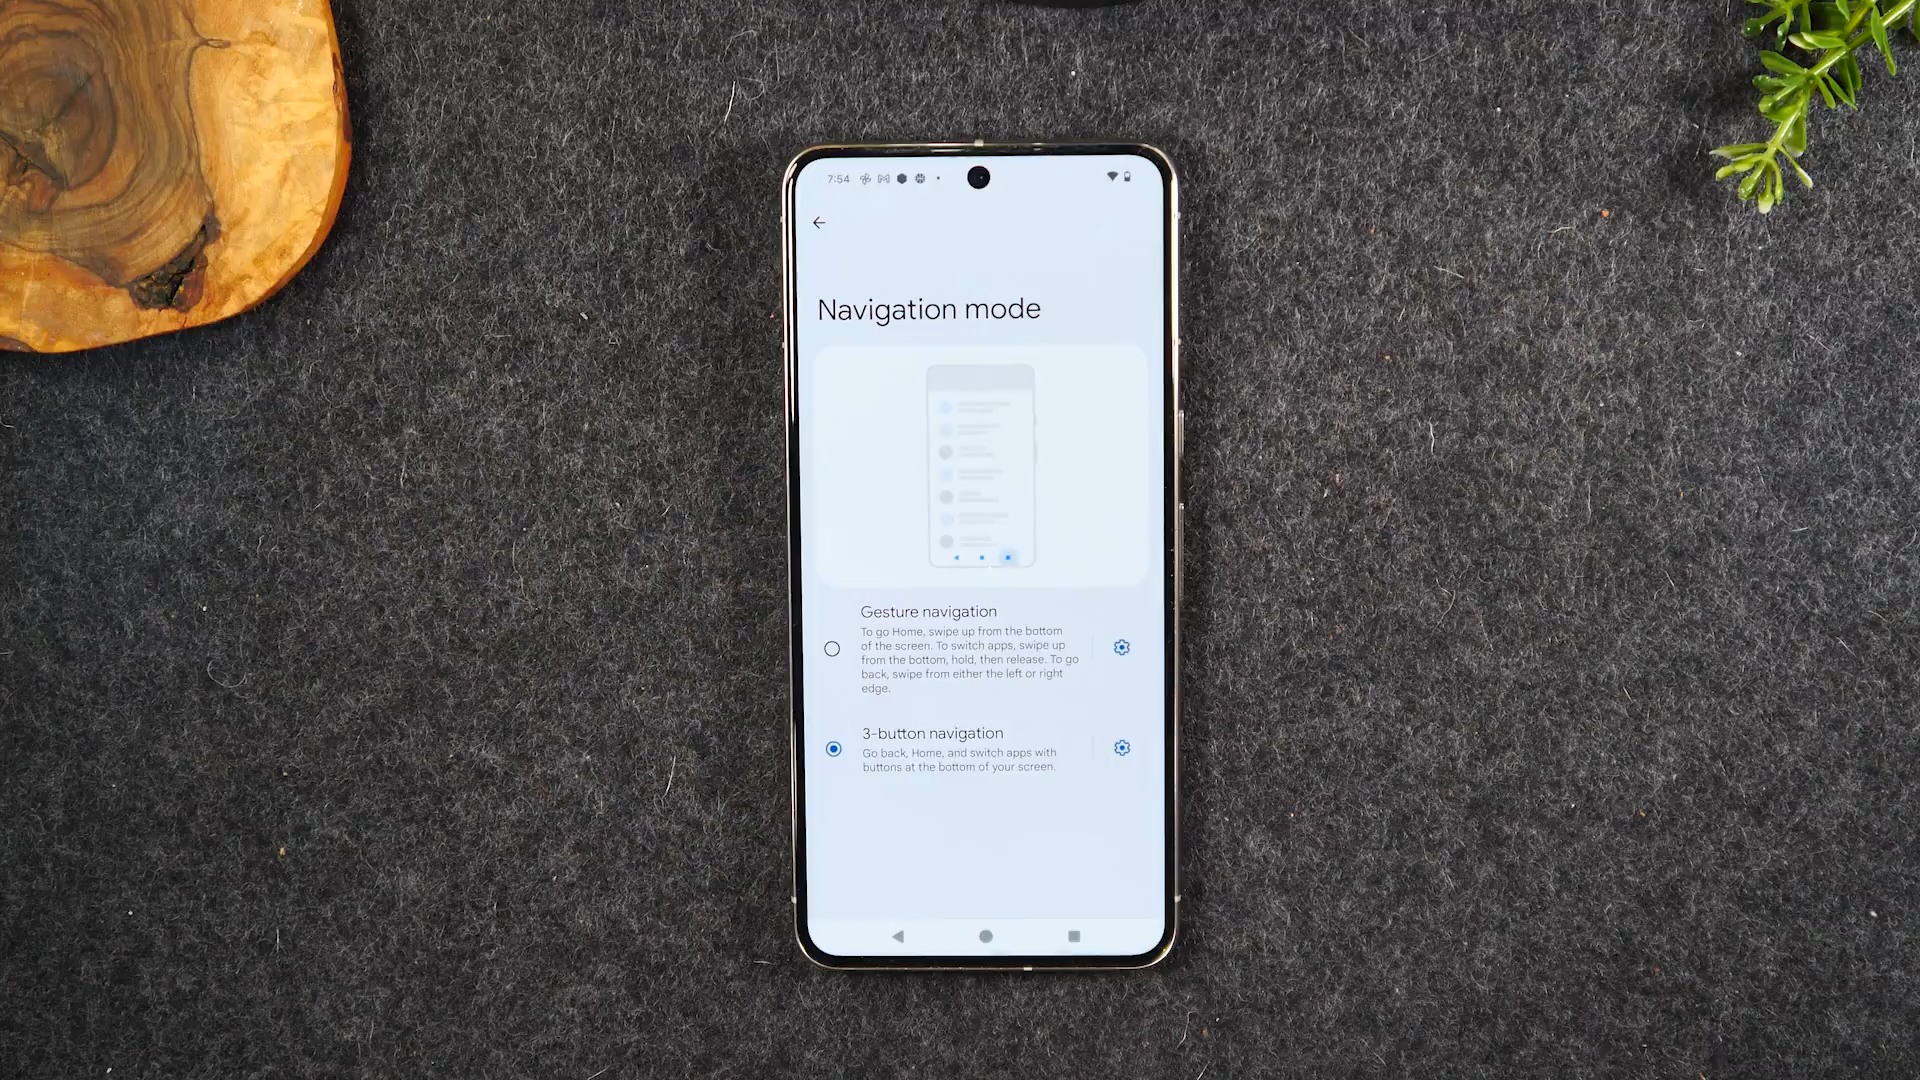 7:54
Navigation mode
Gesture navigation
To go Home, swipe up from the bottom
of the screen. To switch apps, swipe up
from the bottom, hold, then release. To go
back, swipe from either the left or right
edge.
3-button navigation
Go back, Home, and switch apps with
buttons at the bottom of your screen.